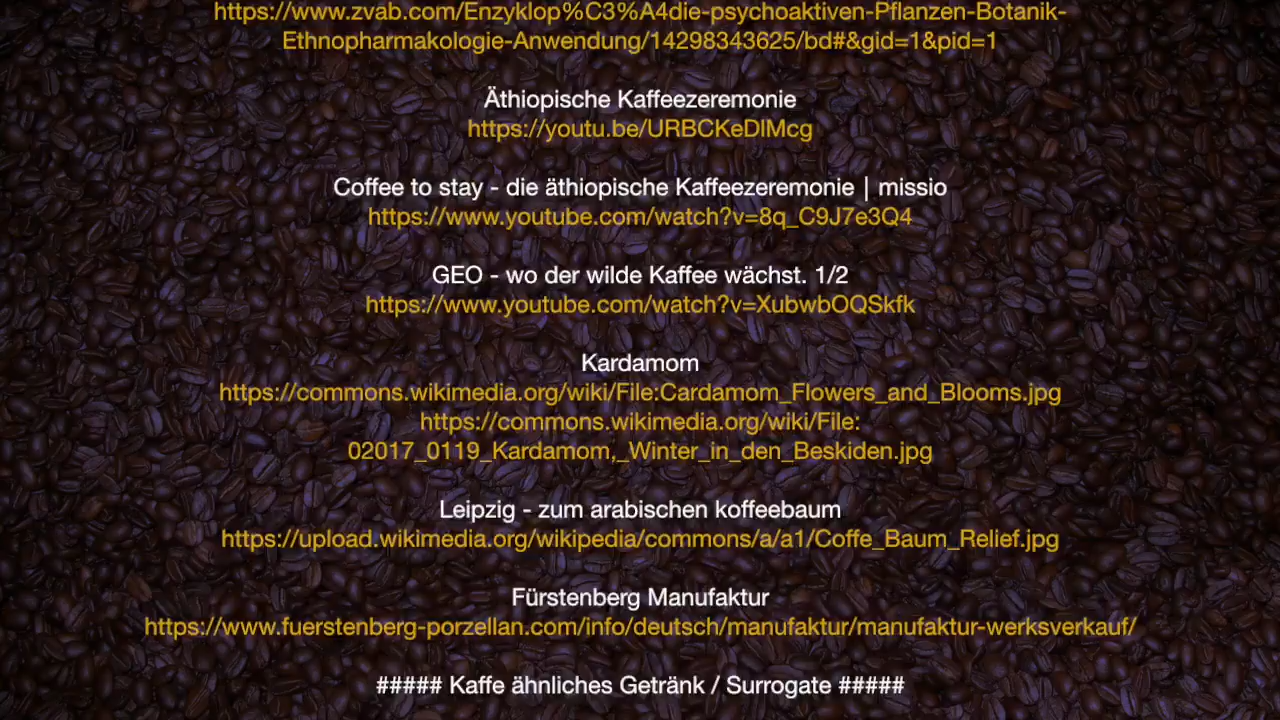 https://www.zvab.com/Enzyklop%C3%A4die-psychoaktiven-Pflanzen-Botanik-
Ethnopharmakologie-Anwendung/14298343625/bd#&gid=1&pid=1
Äthiopische Kaffeezeremonie
https://youtu.be/URBCKeDlMcg
Coffee to stay - die äthiopische Kaffeezeremonie | missio
https://www.youtube.com/watch?v=8q_C9J7e3Q4
GEO - wo der wilde Kaffee wächst. 1/2
https://www.youtube.com/watch?v=XubwbOQSkfk
Kardamom
https://commons.wikimedia.org/wiki/File:Cardamom_Flowers_and_Blooms.jpg
https://commons.wikimedia.org/wiki/File:
02017_0119_Kardamom,_Winter_in_den_Beskiden.jpg
Leipzig - zum arabischen koffeebaum
https://upload.wikimedia.org/wikipedia/commons/a/a1/Coffe_Baum_Relief.jpg
Fürstenberg Manufaktur
https://www.fuerstenberg-porzellan.com/info/deutsch/manufaktur/manufaktur-werksverkauf/
##### Kaffe ähnliches Getränk / Surrogate #####